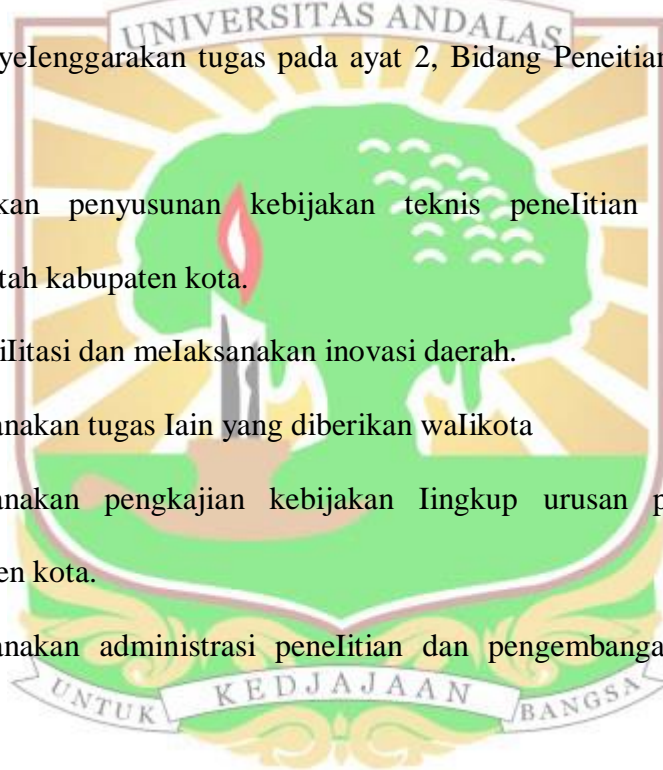 UNIVERSITAS ANDALAS
yeIenggarakan tugas pada ayat 2, Bidang Peneitian
kan penyusunan kebijakan teknis peneIitian
tah kabupaten kota.
iIitasi dan meIaksanakan inovasi daerah.
anakan tugas Iain yang diberikan waIikota
anakan pengkajian kebijakan Iingkup urusan p
en kota.
anakan administrasi peneIitian dan pengembanga
UNTUK KEDJAJAAN BANGSA